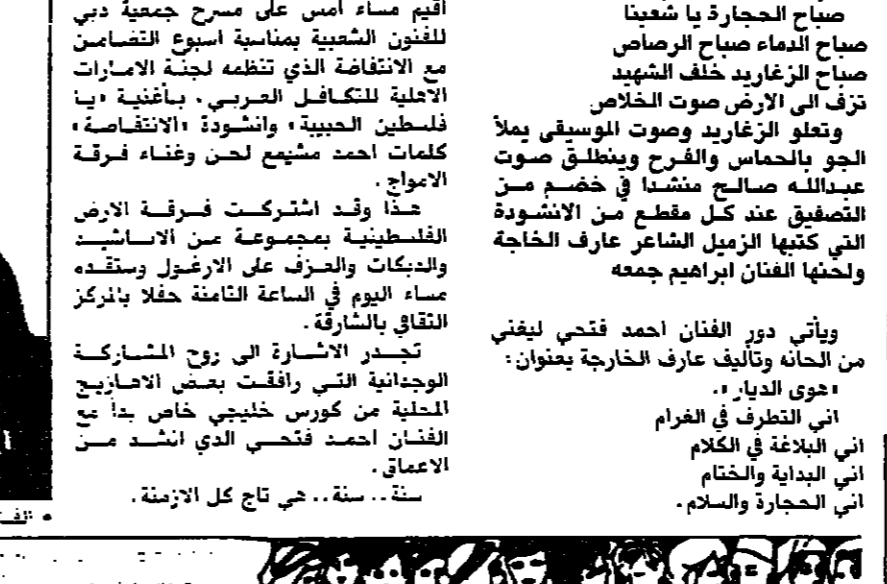 صباح الحجارة يا شعبنا
صباح الدماء صباح الرصاص
صباح الزغاريد خلف الشهيد
تزف الى الارض صوت الخلاص
وتعلو الزغاريد وصوت الموسيقى يملأ
الجو بالحماس والفرح وينطلق صوت
عبدالله صالح منشدا في خضم من
التصفيق عند كل مقطع من الانشودة
التي كتبها الزميل الشاعر عارف الخاجة
ولحنها الفنان ابراهيم جمعه
ويأتي دور الفنان احمد فتحي ليغني
من الحانه وتأليف عارف الخارجة بعنوان :
« هوى الديار » .
اني التطرف في الغرام
اني البلاغة في الكلام
اني البداية والختام
اني الحجارة والسلام .
اقيم مساء امس على مسرح جمعية دبي
للفنون الشعبية بمناسبة اسبوع التضامن
مع الانتفاضة الذي تنظمه لجنة الامارات
الاهلية للتكافل العربي . بأغنية « يا
فلسطين الحبيبة » وانشودة « الانتفاضة »
كلمات احمد مشيمع لحن وغناء فرقة
الامواج .
هذا وقد اشتركت فرقة الارض
الفلسطينية بمجموعة من الاناشيد
والدبكات والعزف على الارغول وستقدم
مساء اليوم في الساعة الثامنة حفلا بالمركز
الثقافي بالشارقة .
تجدر الاشارة الى روح المشاركة
الوجدانية التي رافقت بعض الاهازيج
المحلية من كورس خليجي خاص بدأ مع
الفنان احمد فتحي الذي انشد من
الاعماق .
سنة .. سنة .. هي تاج كل الازمنة .